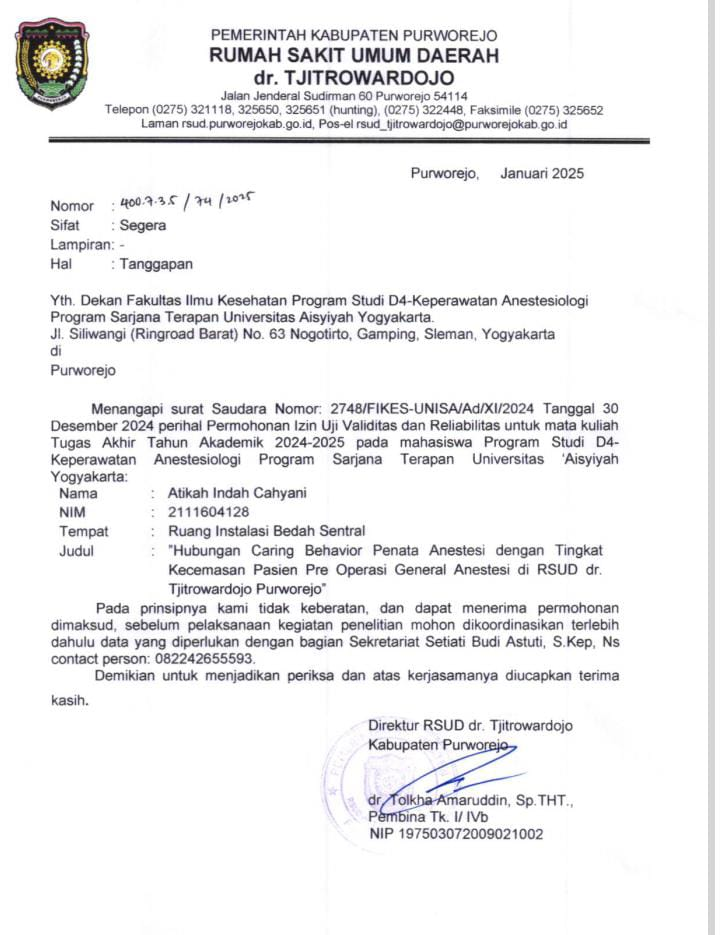 PEMERINTAH KABUPATEN PURWOREJO
RUMAH SAKIT UMUM DAERAH
dr. TJITROWARDOJO
Jalan Jenderal Sudirman 60 Purworejo 54114
Telepon (0275) 321118, 325650, 325651 (hunting), (0275) 322448, Faksimile (0275) 325652
Laman rsud.purworejokab.go.id, Pos-el rsud_tjitrowardojo@purworejokab.go.id
Purworejo, Januari 2025
Nomor : 400.7.35 / 74 / 2025
Sifat : Segera
Lampiran: -
Hal : Tanggapan
Yth. Dekan Fakultas Ilmu Kesehatan Program Studi D4-Keperawatan Anestesiologi
Program Sarjana Terapan Universitas Aisyiyah Yogyakarta.
Jl. Siliwangi (Ringroad Barat) No. 63 Nogotirto, Gamping, Sleman, Yogyakarta
di
Purworejo
Menangapi surat Saudara Nomor: 2748/FIKES-UNISA/Ad/XI/2024 Tanggal 30
Desember 2024 perihal Permohonan Izin Uji Validitas dan Reliabilitas untuk mata kuliah
Tugas Akhir Tahun Akademik 2024-2025 pada mahasiswa Program Studi D4-
Keperawatan Anestesiologi Program Sarjana Terapan Universitas 'Aisyiyah
Yogyakarta:
Nama : Atikah Indah Cahyani
NIM : 2111604128
Tempat : Ruang Instalasi Bedah Sentral
Judul : "Hubungan Caring Behavior Penata Anestesi dengan Tingkat
Kecemasan Pasien Pre Operasi General Anestesi di RSUD dr.
Tjitrowardojo Purworejo"
Pada prinsipnya kami tidak keberatan, dan dapat menerima permohonan
dimaksud, sebelum pelaksanaan kegiatan penelitian mohon dikoordinasikan terlebih
dahulu data yang diperlukan dengan bagian Sekretariat Setiati Budi Astuti, S.Kep, Ns
contact person: 082242655593.
Demikian untuk menjadikan periksa dan atas kerjasamanya diucapkan terima
kasih.
Direktur RSUD dr. Tjitrowardojo
Kabupaten Purworejo
dr. Tolkha Amaruddin, Sp.THT.,
Pembina Tk. I/ IVb
NIP 197503072009021002